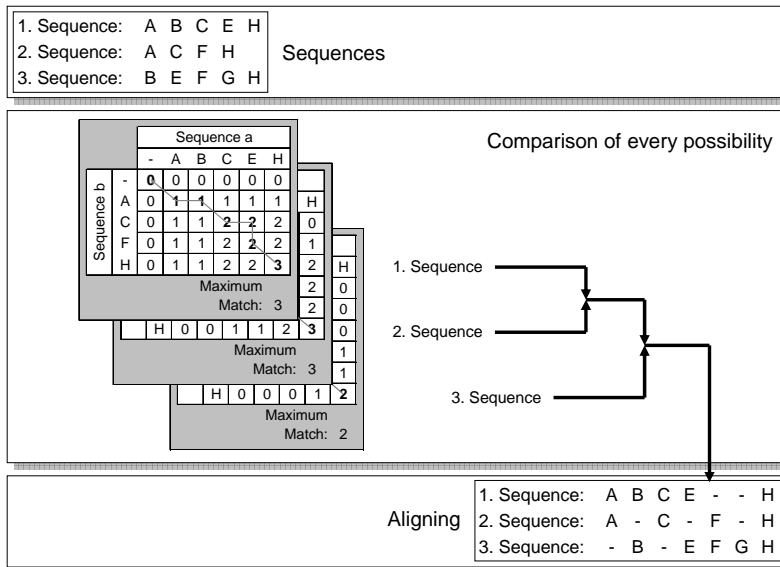 1. Sequence: A B C E H
2. Sequence: A C F H
3. Sequence: B E F G H
Sequences
Comparison of every possibility
Sequence a
- A B C E H
Sequence b
- 0 0 0 0 0 0
A 0 1 1 1 1 1
C 0 1 1 2 2 2
F 0 1 1 2 2 2
H 0 1 1 2 2 3
Maximum
Match: 3
H
0
1
2
2
2
H 0 0 1 1 2 3
Maximum
Match: 3
H
0
0
0
1
1
H 0 0 0 1 2
Maximum
Match: 2
1. Sequence
2. Sequence
3. Sequence
Aligning
1. Sequence: A B C E - - H
2. Sequence: A - C - F - H
3. Sequence: - B - E F G H